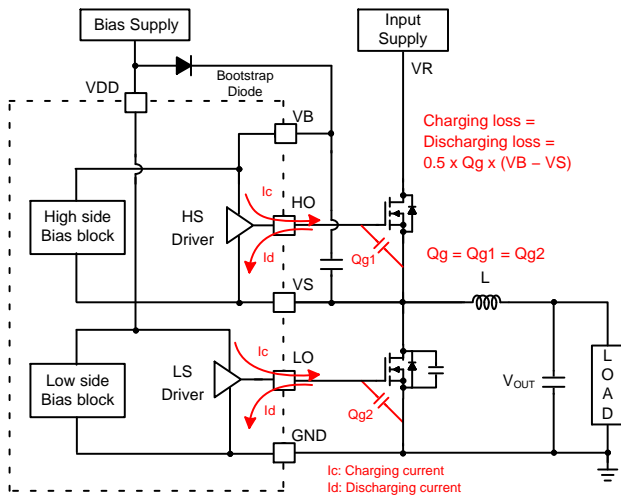 Bias Supply
Input
Supply
VDD
Bootstrap
Diode
VR
VB
Charging loss =
Discharging loss =
0.5 x Qg x (VB – VS)
Ic
HO
High side
Bias block
HS
Driver
Id
Qg1
Qg = Qg1 = Qg2
VS
L
Ic
LO
Low side
Bias block
LS
Driver
Id
Qg2
VOUT
LOAD
GND
Ic: Charging current
Id: Discharging current